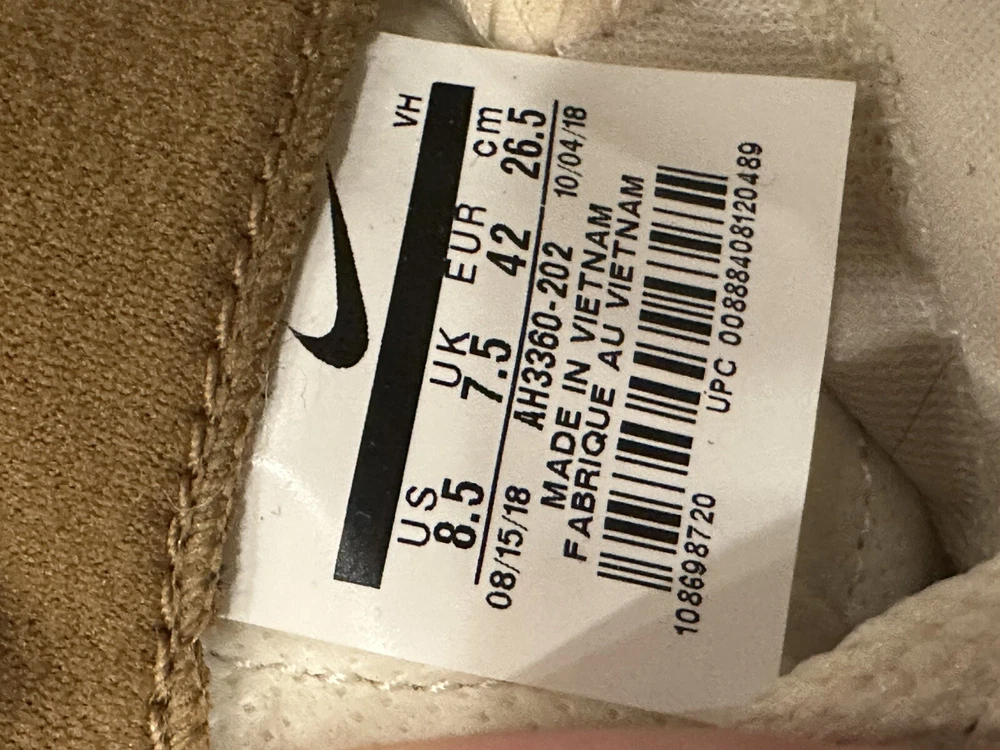 VH
US UK EUR cm
8.5 7.5 42 26.5
08/15/18 AH3360-202 10/04/18
MADE IN VIETNAM
FABRIQUE AU VIETNAM
108698720 UPC 00888408120489